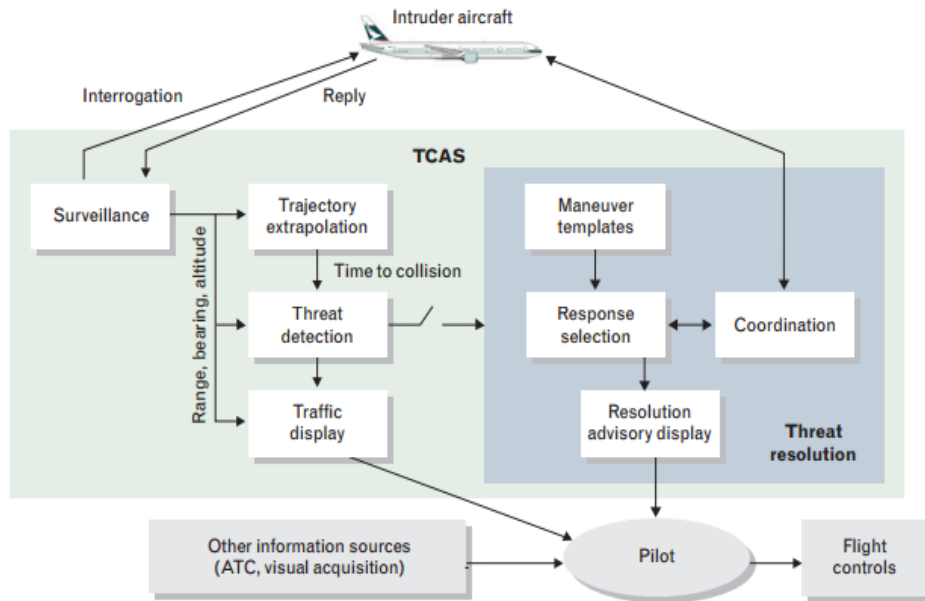 Intruder aircraft
Interrogation
Reply
TCAS
Surveillance
Trajectory
extrapolation
Maneuver
templates
Range, bearing, altitude
Time to collision
Threat
detection
Response
selection
Coordination
Traffic
display
Resolution
advisory display
Threat
resolution
Other information sources
(ATC, visual acquisition)
Pilot
Flight
controls